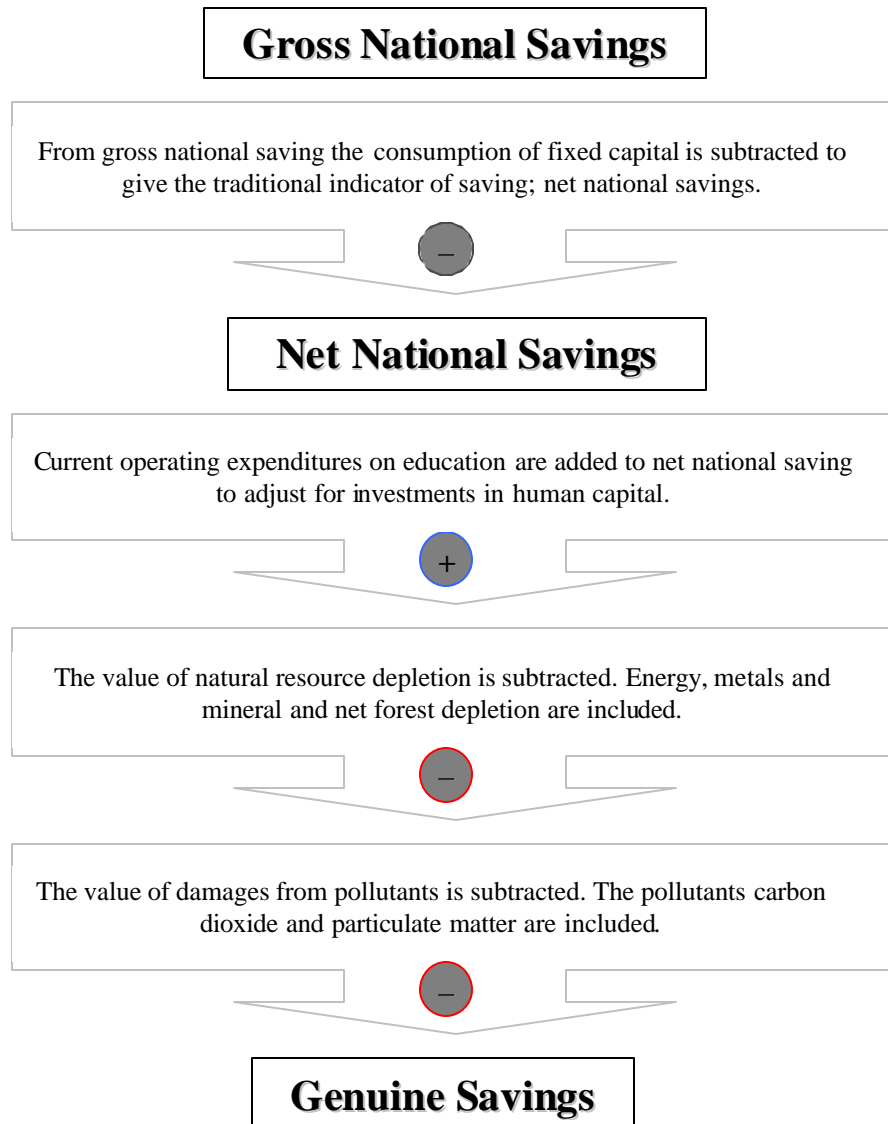 Gross National Savings
From gross national saving the consumption of fixed capital is subtracted to
give the traditional indicator of saving; net national savings.
–
Net National Savings
Current operating expenditures on education are added to net national saving
to adjust for investments in human capital.
+
The value of natural resource depletion is subtracted. Energy, metals and
mineral and net forest depletion are included.
–
The value of damages from pollutants is subtracted. The pollutants carbon
dioxide and particulate matter are included.
–
Genuine Savings